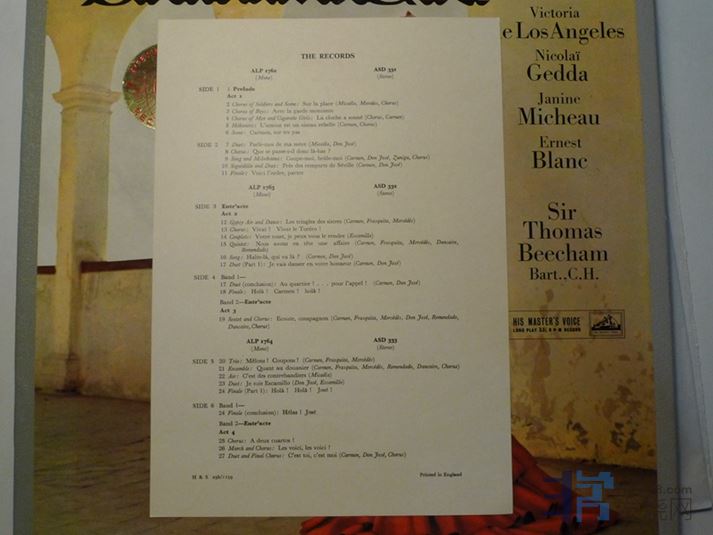 Victoria
e Los Angeles
Nicolaï
Gedda
Janine
Micheau
Ernest
Blanc
Sir
Thomas
Beecham
Bart., C.H.
HIS MASTER'S VOICE
LONG PLAY 33⅓ R.P.M. RECORD
THE RECORDS
ALP 1762 ASD 331
(Mono) (Stereo)
SIDE 1 1 Prelude
Act 1
2 Chorus of Soldiers and Scene: Sur la place (Micaëla, Moralès, Chorus)
3 Chorus of Boys: Avec la garde montante
4 Chorus of Men and Cigarette Girls: La cloche a sonné (Chorus, Carmen)
5 Habanera: L'amour est un oiseau rebelle (Carmen, Chorus)
6 Scene: Carmen, sur tes pas
SIDE 2 7 Duet: Parle-moi de ma mère (Micaëla, Don José)
8 Chorus: Que se passe-t-il donc là-bas ?
9 Song and Melodrama: Coupe-moi, brûle-moi (Carmen, Don José, Zuniga, Chorus)
10 Seguidilla and Duet: Près des remparts de Séville (Carmen, Don José)
11 Finale: Voici l'ordre, partez
ALP 1763 ASD 332
(Mono) (Stereo)
SIDE 3 Entr'acte
Act 2
12 Gypsy Air and Dance: Les tringles des sistres (Carmen, Frasquita, Mercédès)
13 Chorus: Vivat ! Vivat le Toréro !
14 Couplets: Votre toast, je peux vous le rendre (Escamillo)
15 Quintet: Nous avons en tête une affaire (Carmen, Frasquita, Mercédès, Dancaïre,
Remendado)
16 Song: Halte-là, qui va là ? (Carmen, Don José)
17 Duet (Part 1): Je vais danser en votre honneur (Carmen, Don José)
SIDE 4 Band 1—
17 Duet (conclusion): Au quartier ! . . . pour l'appel ! (Carmen, Don José)
18 Finale: Holà ! Carmen ! holà !
Band 2—Entr'acte
Act 3
19 Sextet and Chorus: Ecoute, compagnon (Carmen, Frasquita, Mercédès, Don José, Remendado,
Dancaïre, Chorus)
ALP 1764 ASD 333
(Mono) (Stereo)
SIDE 5 20 Trio: Mêlons ! Coupons ! (Carmen, Frasquita, Mercédès)
21 Ensemble: Quant au douanier (Carmen, Frasquita, Mercédès, Remendado, Dancaïre, Chorus)
22 Air: C'est des contrebandiers (Micaëla)
23 Duet: Je suis Escamillo (Don José, Escamillo)
24 Finale (Part 1): Holà ! Holà ! José !
SIDE 6 Band 1—
24 Finale (conclusion): Hélas ! José
Band 2—Entr'acte
Act 4
25 Chorus: A deux cuartos !
26 March and Chorus: Les voici, les voici !
27 Duet and Final Chorus: C'est toi, c'est moi (Carmen, Don José, Chorus)
H & S Printed in England